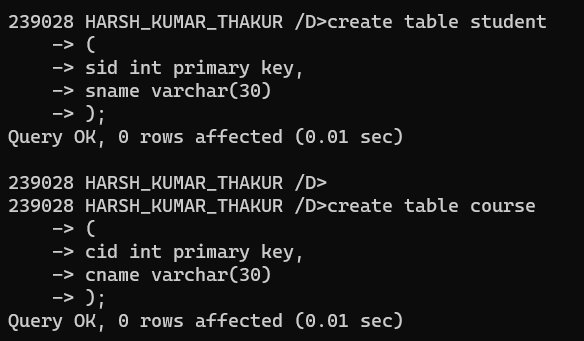 239028 HARSH_KUMAR_THAKUR /D>create table student
-> (
-> sid int primary key,
-> sname varchar(30)
-> );
Query OK, 0 rows affected (0.01 sec)
239028 HARSH_KUMAR_THAKUR /D>
239028 HARSH_KUMAR_THAKUR /D>create table course
-> (
-> cid int primary key,
-> cname varchar(30)
-> );
Query OK, 0 rows affected (0.01 sec)